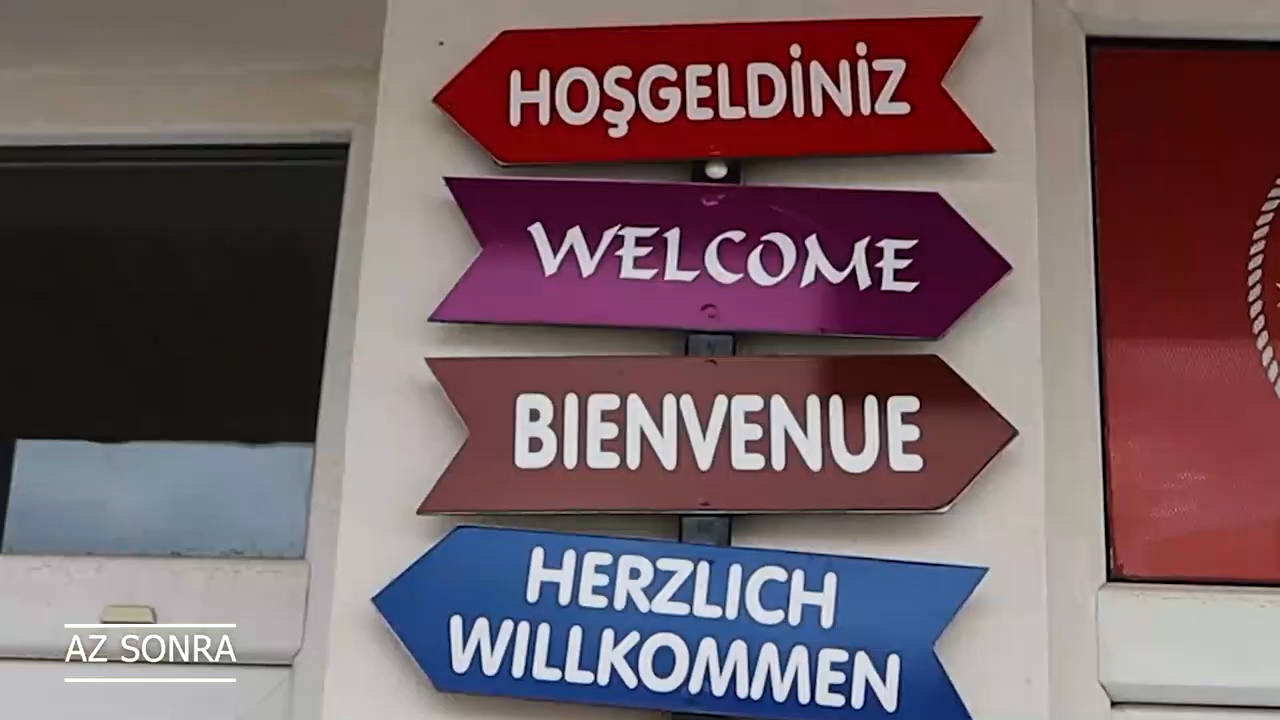 HOŞGELDİNİZ
WELCOME
BIENVENUE
HERZLICH
WILLKOMMEN
AZ SONRA